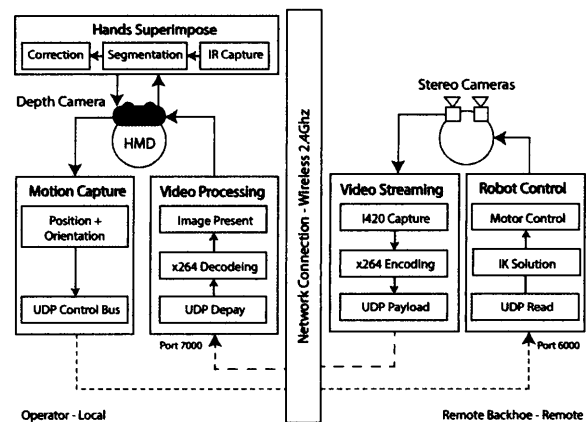 Hands Superimpose
Correction
Segmentation
IR Capture
Depth Camera
HMD
Motion Capture
Position +
Orientation
UDP Control Bus
Video Processing
Image Present
x264 Decodeing
UDP Depay
Port 7000
Network Connection - Wireless 2.4Ghz
Stereo Cameras
Video Streaming
I420 Capture
x264 Encoding
UDP Payload
Robot Control
Motor Control
IK Solution
UDP Read
Port 6000
Operator - Local
Remote Backhoe - Remote